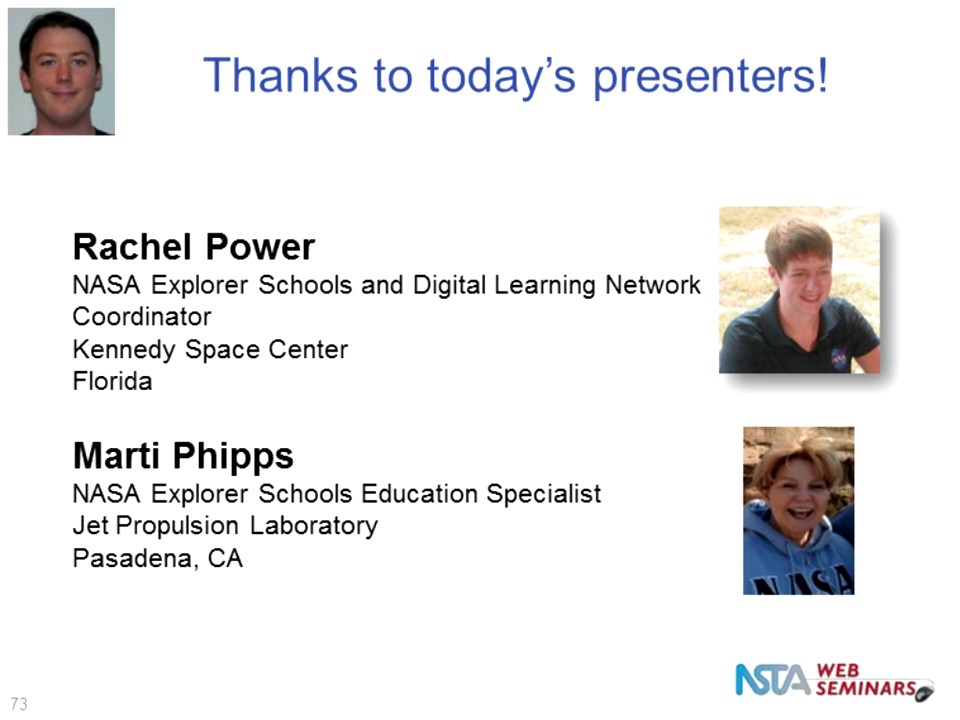 Thanks to today’s presenters!
Rachel Power
NASA Explorer Schools and Digital Learning Network
Coordinator
Kennedy Space Center
Florida
Marti Phipps
NASA Explorer Schools Education Specialist
Jet Propulsion Laboratory
Pasadena, CA
NASA
NSTA WEB
SEMINARS
73